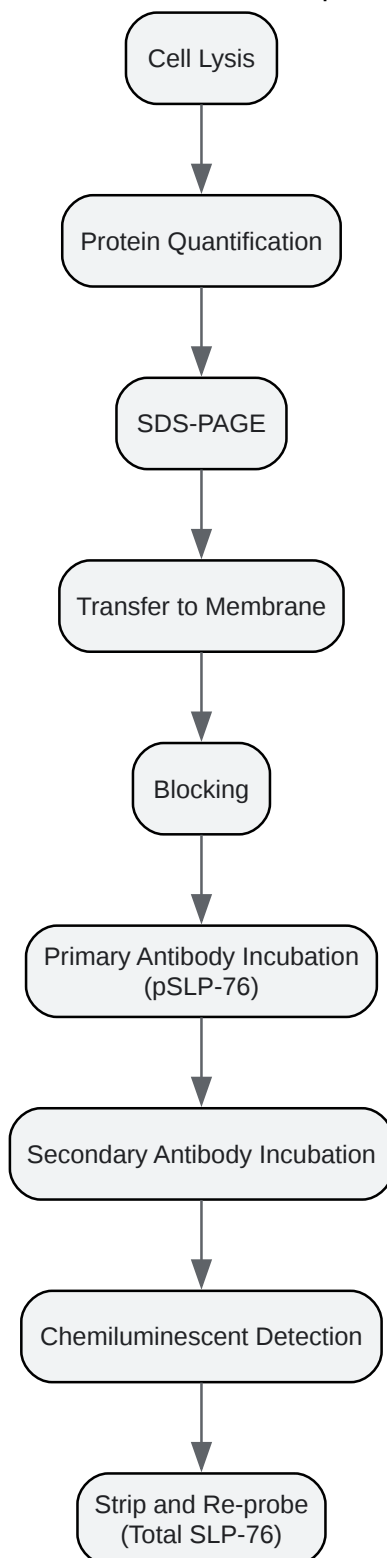 Cell Lysis
Protein Quantification
SDS-PAGE
Transfer to Membrane
Blocking
Primary Antibody Incubation
(pSLP-76)
Secondary Antibody Incubation
Chemiluminescent Detection
Strip and Re-probe
(Total SLP-76)